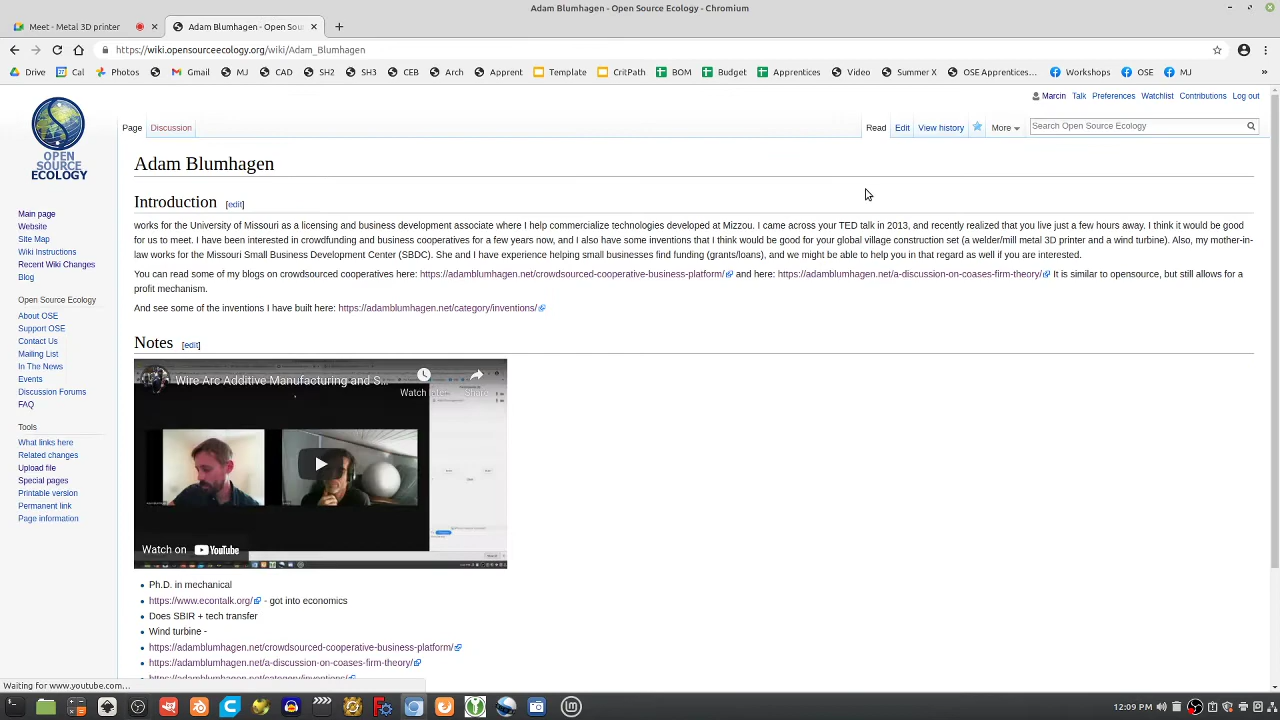 Adam Blumhagen - Open Source Ecology - Chromium
Meet - Metal 3D printer
Adam Blumhagen - Open Sou
https://wiki.opensourceecology.org/wiki/Adam_Blumhagen
Drive Cal Photos Gmail MJ CAD SH2 SH3 CEB Arch Apprent Template CritPath BOM Budget Apprentices Video Summer X OSE Apprentices… Workshops OSE MJ »
Marcin Talk Preferences Watchlist Contributions Log out
Page Discussion Read Edit View history More Search Open Source Ecology
OPEN
SOURCE
ECOLOGY
Main page
Website
Site Map
Wiki Instructions
Recent Wiki Changes
Blog
Open Source Ecology
About OSE
Support OSE
Contact Us
Mailing List
In The News
Events
Discussion Forums
FAQ
Tools
What links here
Related changes
Upload file
Special pages
Printable version
Permanent link
Page information
Adam Blumhagen
Introduction [edit]
works for the University of Missouri as a licensing and business development associate where I help commercialize technologies developed at Mizzou. I came across your TED talk in 2013, and recently realized that you live just a few hours away. I think it would be good
for us to meet. I have been interested in crowdfunding and business cooperatives for a few years now, and I also have some inventions that I think would be good for your global village construction set (a welder/mill metal 3D printer and a wind turbine). Also, my mother-in-
law works for the Missouri Small Business Development Center (SBDC). She and I have experience helping small businesses find funding (grants/loans), and we might be able to help you in that regard as well if you are interested.
You can read some of my blogs on crowdsourced cooperatives here: https://adamblumhagen.net/crowdsourced-cooperative-business-platform/ and here: https://adamblumhagen.net/a-discussion-on-coases-firm-theory/ It is similar to opensource, but still allows for a
profit mechanism.
And see some of the inventions I have built here: https://adamblumhagen.net/category/inventions/
Notes [edit]
Wire Arc Additive Manufacturing and S...
Watch later Share
Watch on YouTube
Ph.D. in mechanical
https://www.econtalk.org/ - got into economics
Does SBIR + tech transfer
Wind turbine -
https://adamblumhagen.net/crowdsourced-cooperative-business-platform/
https://adamblumhagen.net/a-discussion-on-coases-firm-theory/
https://adamblumhagen.net/category/inventions/
Waiting for www.youtube.com...
12:09 PM